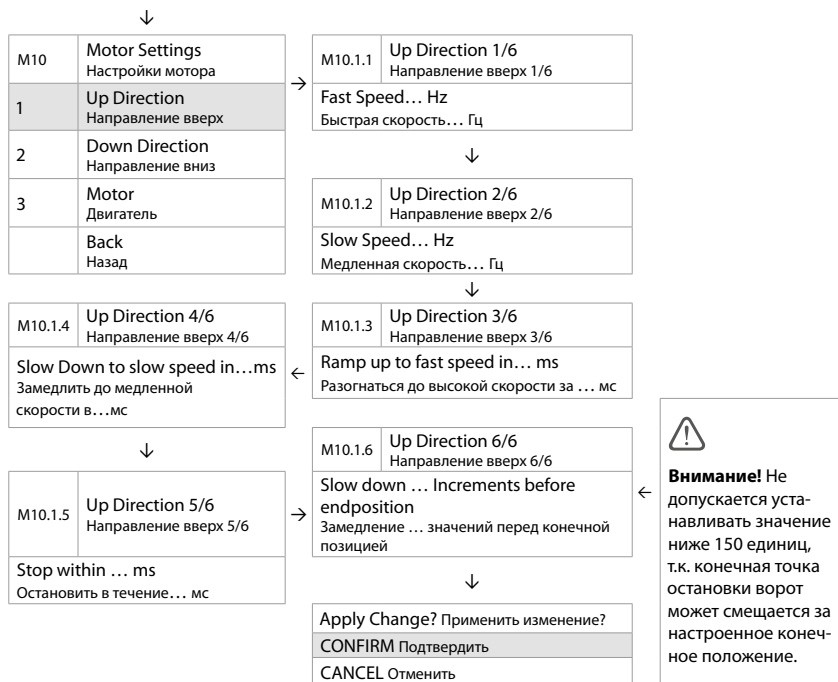 M10 Motor Settings
Настройки мотора
1 Up Direction
Направление вверх
2 Down Direction
Направление вниз
3 Motor
Двигатель
Back
Назад
M10.1.1 Up Direction 1/6
Направление вверх 1/6
Fast Speed… Hz
Быстрая скорость… Гц
M10.1.2 Up Direction 2/6
Направление вверх 2/6
Slow Speed… Hz
Медленная скорость… Гц
M10.1.3 Up Direction 3/6
Направление вверх 3/6
Ramp up to fast speed in… ms
Разогнаться до высокой скорости за … мс
M10.1.4 Up Direction 4/6
Направление вверх 4/6
Slow Down to slow speed in…ms
Замедлить до медленной
скорости в…мс
M10.1.5 Up Direction 5/6
Направление вверх 5/6
Stop within … ms
Остановить в течение… мс
M10.1.6 Up Direction 6/6
Направление вверх 6/6
Slow down … Increments before
endposition
Замедление … значений перед конечной
позицией
Внимание! Не
допускается уста-
навливать значение
ниже 150 единиц,
т.к. конечная точка
остановки ворот
может смещается за
настроенное конеч-
ное положение.
Apply Change? Применить изменение?
CONFIRM Подтвердить
CANCEL Отменить